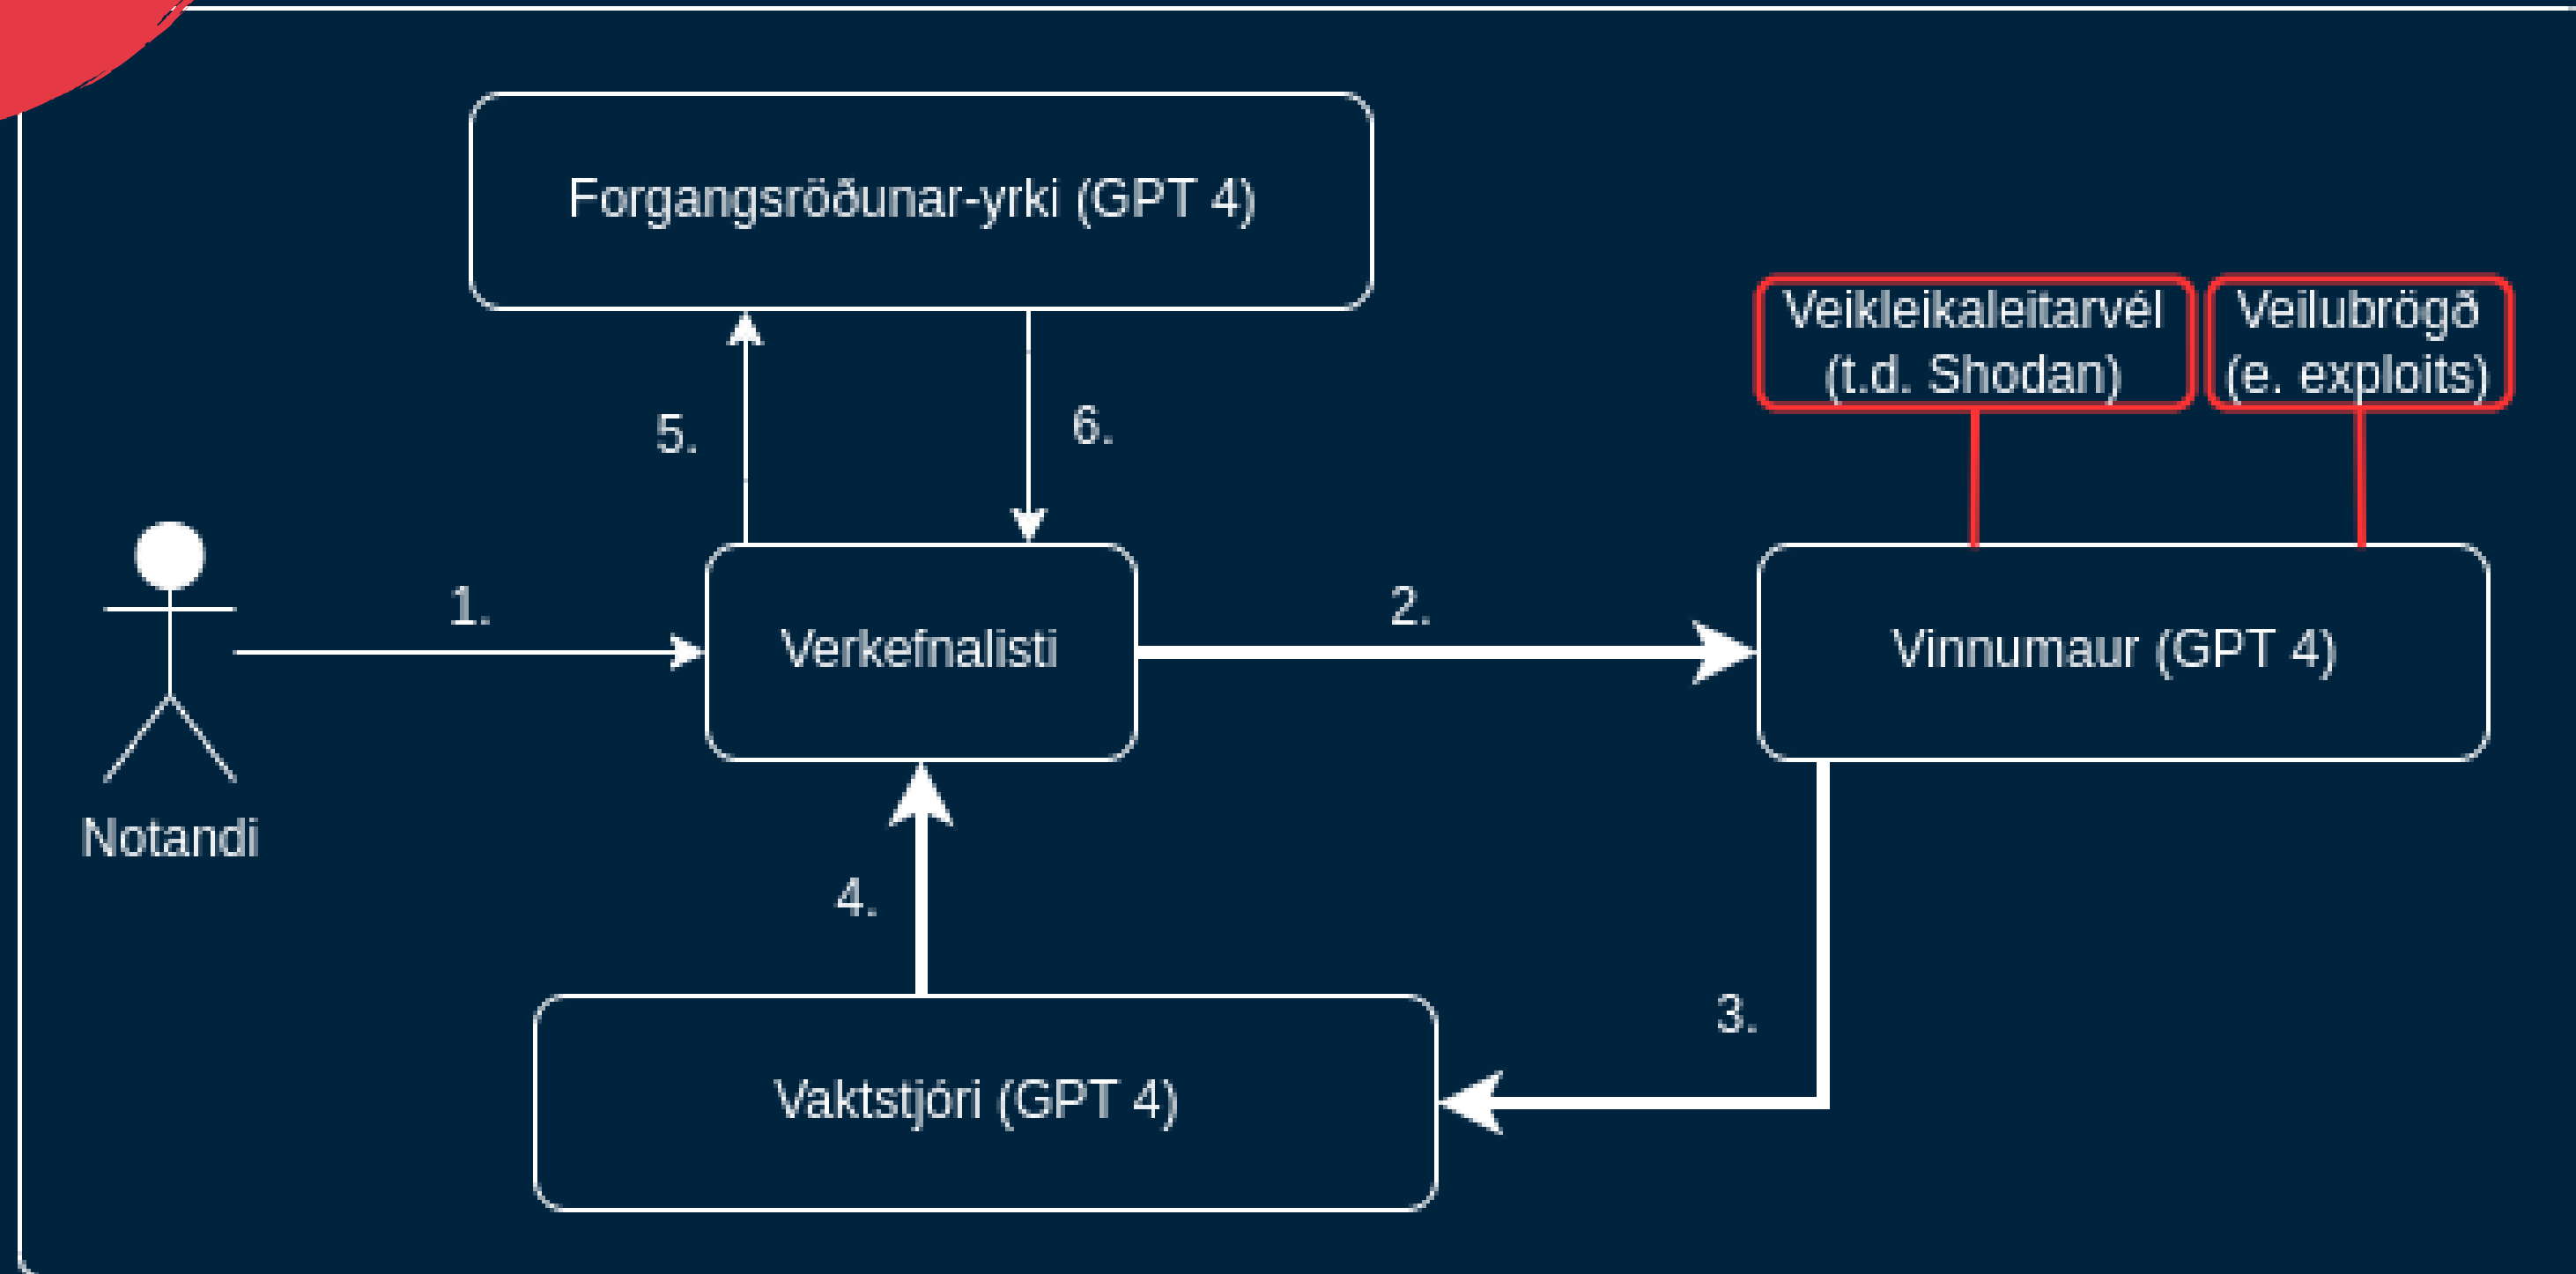 Forgangsröðunar-yrki (GPT 4)
Veikleikaleitarvél
(t.d. Shodan)
Veilubrögð
(e. exploits)
5.
6.
1.
2.
Verkefnalisti
Vinnumaur (GPT 4)
Notandi
4.
3.
Vaktstjóri (GPT 4)